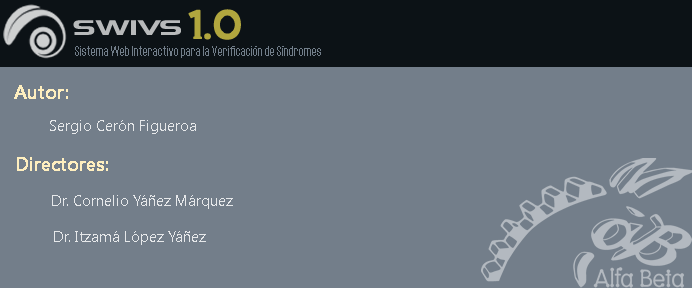 SWIVS 1.0
Sistema Web Interactivo para la Verificación de Síndromes
Autor:
Sergio Cerón Figueroa
Directores:
Dr. Cornelio Yáñez Márquez
Dr. Itzamá López Yáñez
Alfa Beta